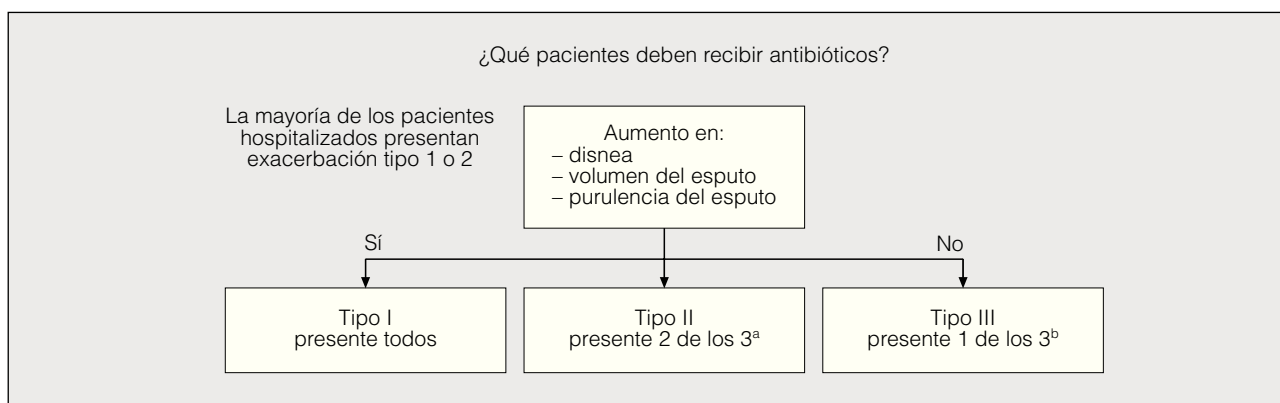 ¿Qué pacientes deben recibir antibióticos?
La mayoría de los pacientes
hospitalizados presentan
exacerbación tipo 1 o 2
Aumento en:
– disnea
– volumen del esputo
– purulencia del esputo
Sí
No
Tipo I
presente todos
Tipo II
presente 2 de los 3ᵃ
Tipo III
presente 1 de los 3ᵇ